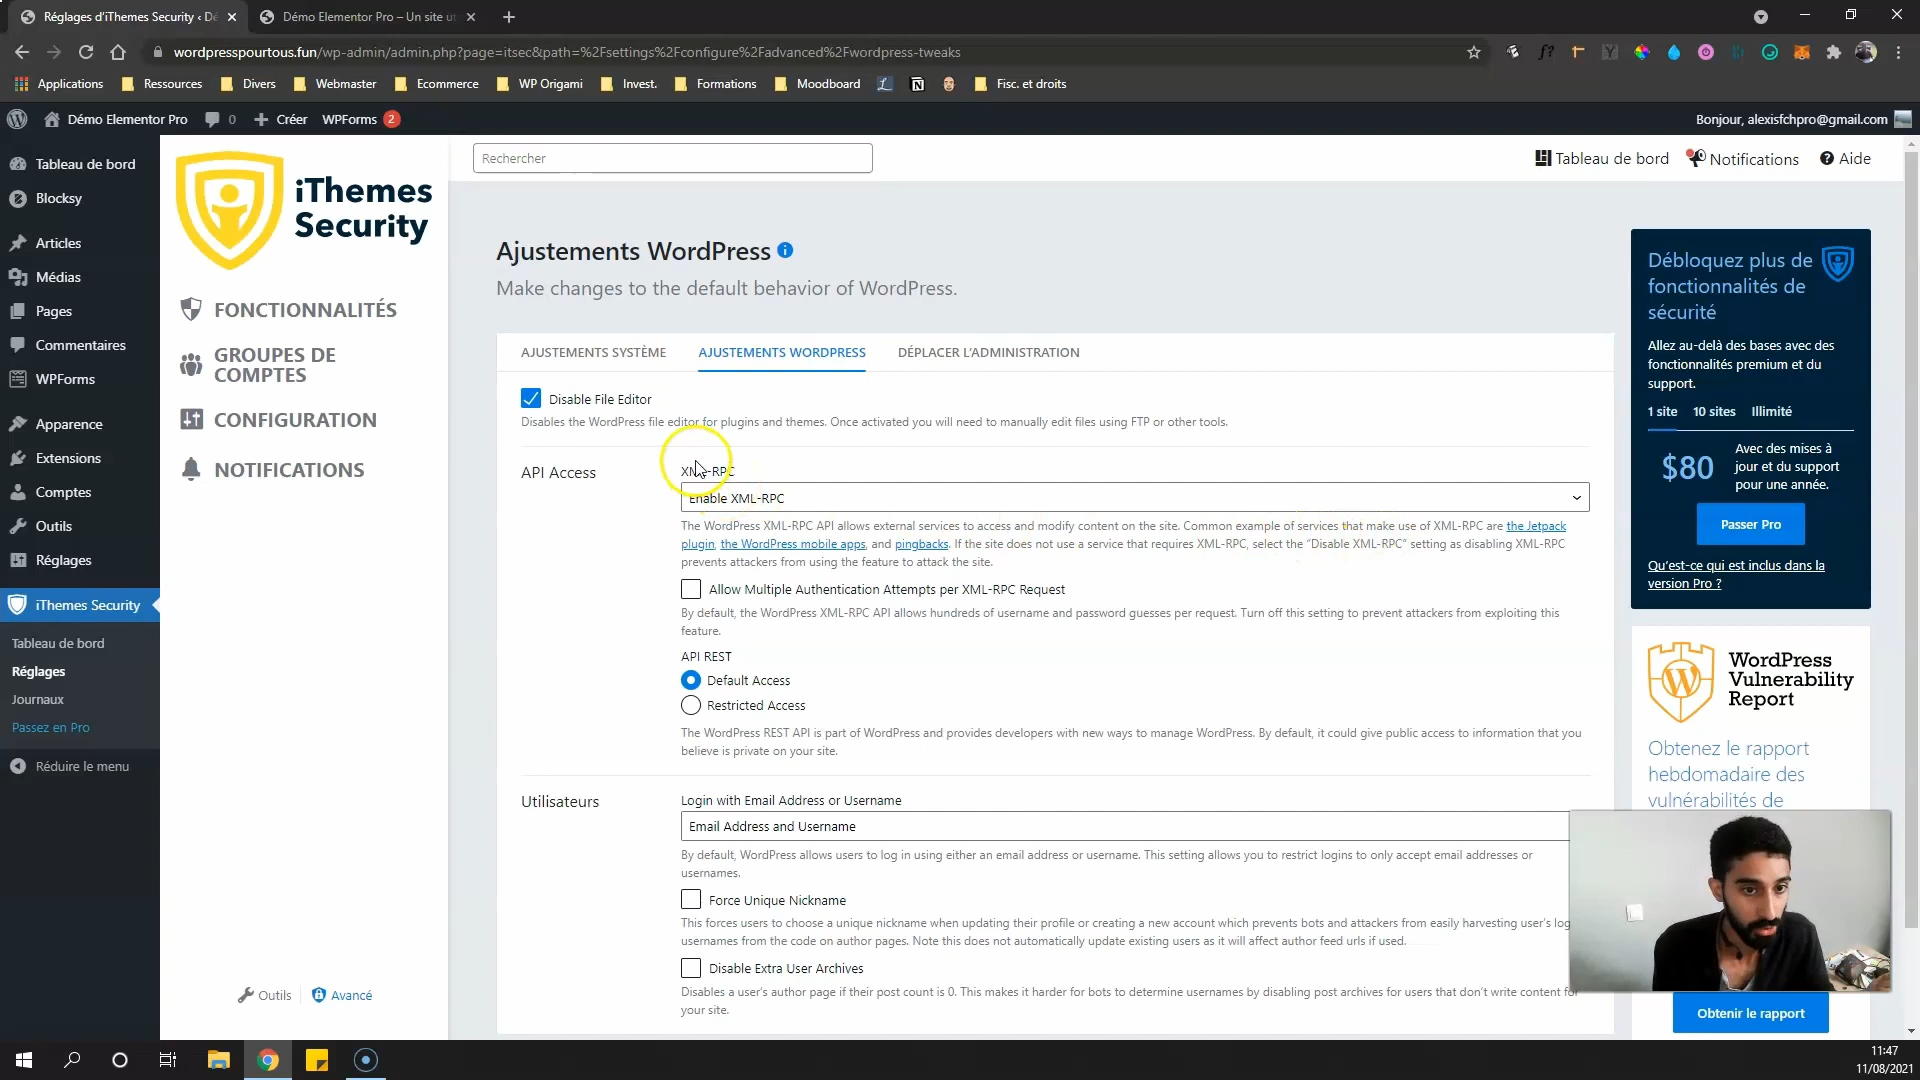 Réglages d'iThemes Security ‹ Dé
Démo Elementor Pro – Un site ut
wordpresspourtous.fun/wp-admin/admin.php?page=itsec&path=%2Fsettings%2Fconfigure%2Fadvanced%2Fwordpress-tweaks
Applications Ressources Divers Webmaster Ecommerce WP Origami Invest. Formations Moodboard Fisc. et droits
Démo Elementor Pro 0 Créer WPForms 2
Bonjour, alexisfchpro@gmail.com
Tableau de bord
Blocksy
Articles
Médias
Pages
Commentaires
WPForms
Apparence
Extensions
Comptes
Outils
Réglages
iThemes Security
Tableau de bord
Réglages
Journaux
Passez en Pro
Réduire le menu
iThemes
Security
FONCTIONNALITÉS
GROUPES DE
COMPTES
CONFIGURATION
NOTIFICATIONS
Outils
Avancé
Rechercher
Tableau de bord Notifications Aide
Ajustements WordPress
Make changes to the default behavior of WordPress.
AJUSTEMENTS SYSTÈME AJUSTEMENTS WORDPRESS DÉPLACER L'ADMINISTRATION
Disable File Editor
Disables the WordPress file editor for plugins and themes. Once activated you will need to manually edit files using FTP or other tools.
API Access
XML-RPC
Enable XML-RPC
The WordPress XML-RPC API allows external services to access and modify content on the site. Common example of services that make use of XML-RPC are the Jetpack
plugin, the WordPress mobile apps, and pingbacks. If the site does not use a service that requires XML-RPC, select the "Disable XML-RPC" setting as disabling XML-RPC
prevents attackers from using the feature to attack the site.
Allow Multiple Authentication Attempts per XML-RPC Request
By default, the WordPress XML-RPC API allows hundreds of username and password guesses per request. Turn off this setting to prevent attackers from exploiting this
feature.
API REST
Default Access
Restricted Access
The WordPress REST API is part of WordPress and provides developers with new ways to manage WordPress. By default, it could give public access to information that you
believe is private on your site.
Utilisateurs
Login with Email Address or Username
Email Address and Username
By default, WordPress allows users to log in using either an email address or username. This setting allows you to restrict logins to only accept email addresses or
usernames.
Force Unique Nickname
This forces users to choose a unique nickname when updating their profile or creating a new account which prevents bots and attackers from easily harvesting user's log
usernames from the code on author pages. Note this does not automatically update existing users as it will affect author feed urls if used.
Disable Extra User Archives
Disables a user's author page if their post count is 0. This makes it harder for bots to determine usernames by disabling post archives for users that don't write content for
your site.
Débloquez plus de
fonctionnalités de
sécurité
Allez au-delà des bases avec des
fonctionnalités premium et du
support.
1 site 10 sites Illimité
$80
Avec des mises à
jour et du support
pour une année.
Passer Pro
Qu'est-ce qui est inclus dans la
version Pro ?
WordPress
Vulnerability
Report
Obtenez le rapport
hebdomadaire des
vulnérabilités de
Obtenir le rapport
11:47
11/08/2021